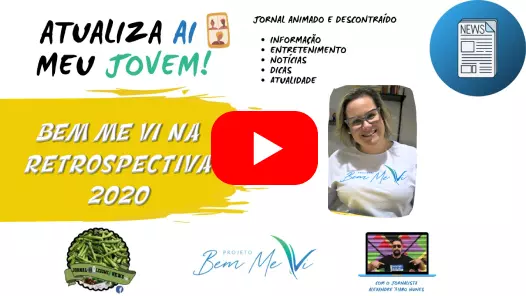 ATUALIZA AI
MEU JOVEM!
JORNAL ANIMADO E DESCONTRAÍDO
INFORMAÇÃO
ENTRETENIMENTO
NOTÍCIAS
DICAS
ATUALIDADE
NEWS
BEM ME VI NA
RETROSPECTIVA
2020
PROJETO
Bem Me Vi
PROJETO
Bem Me Vi
COM O JORNALISTA